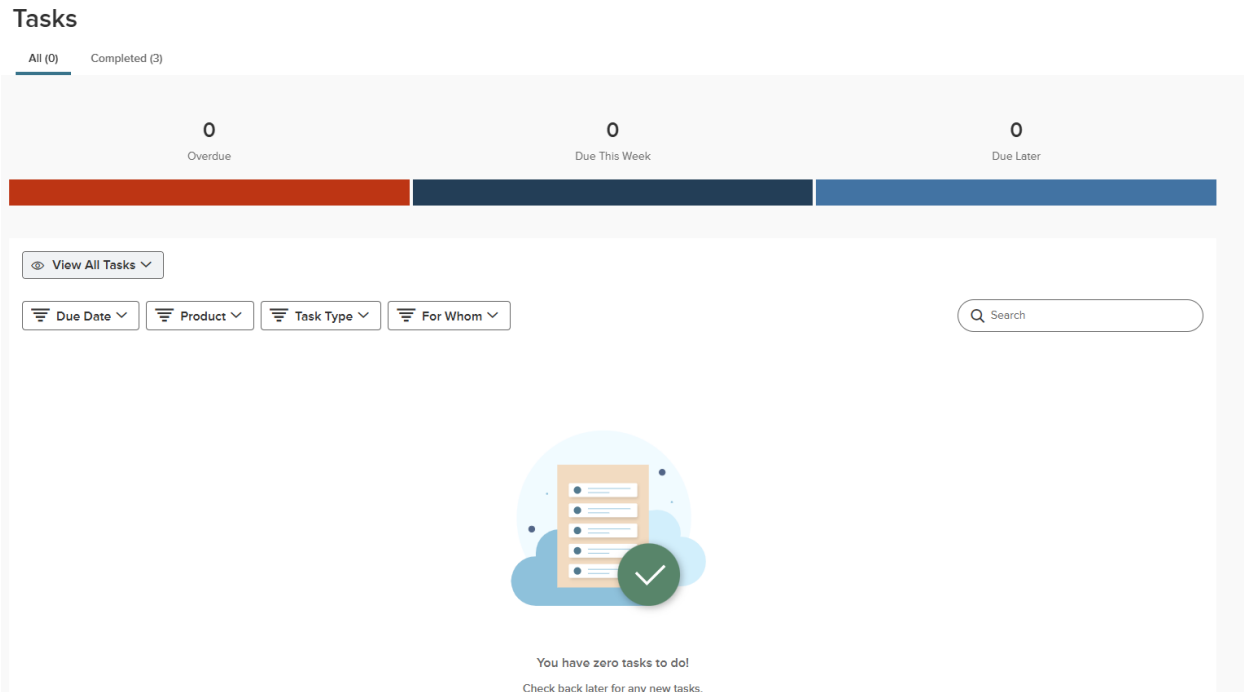 Tasks
All (0) Completed (3)
0 0 0
Overdue Due This Week Due Later
View All Tasks
Due Date Product Task Type For Whom Search
You have zero tasks to do!
Check back later for any new tasks.